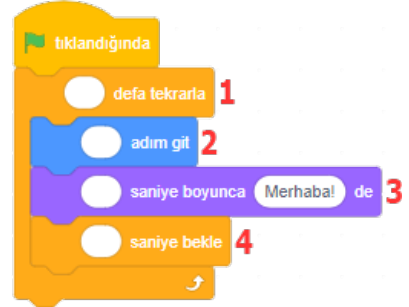 tıklandığında
defa tekrarla 1
adım git 2
saniye boyunca Merhaba! de 3
saniye bekle 4